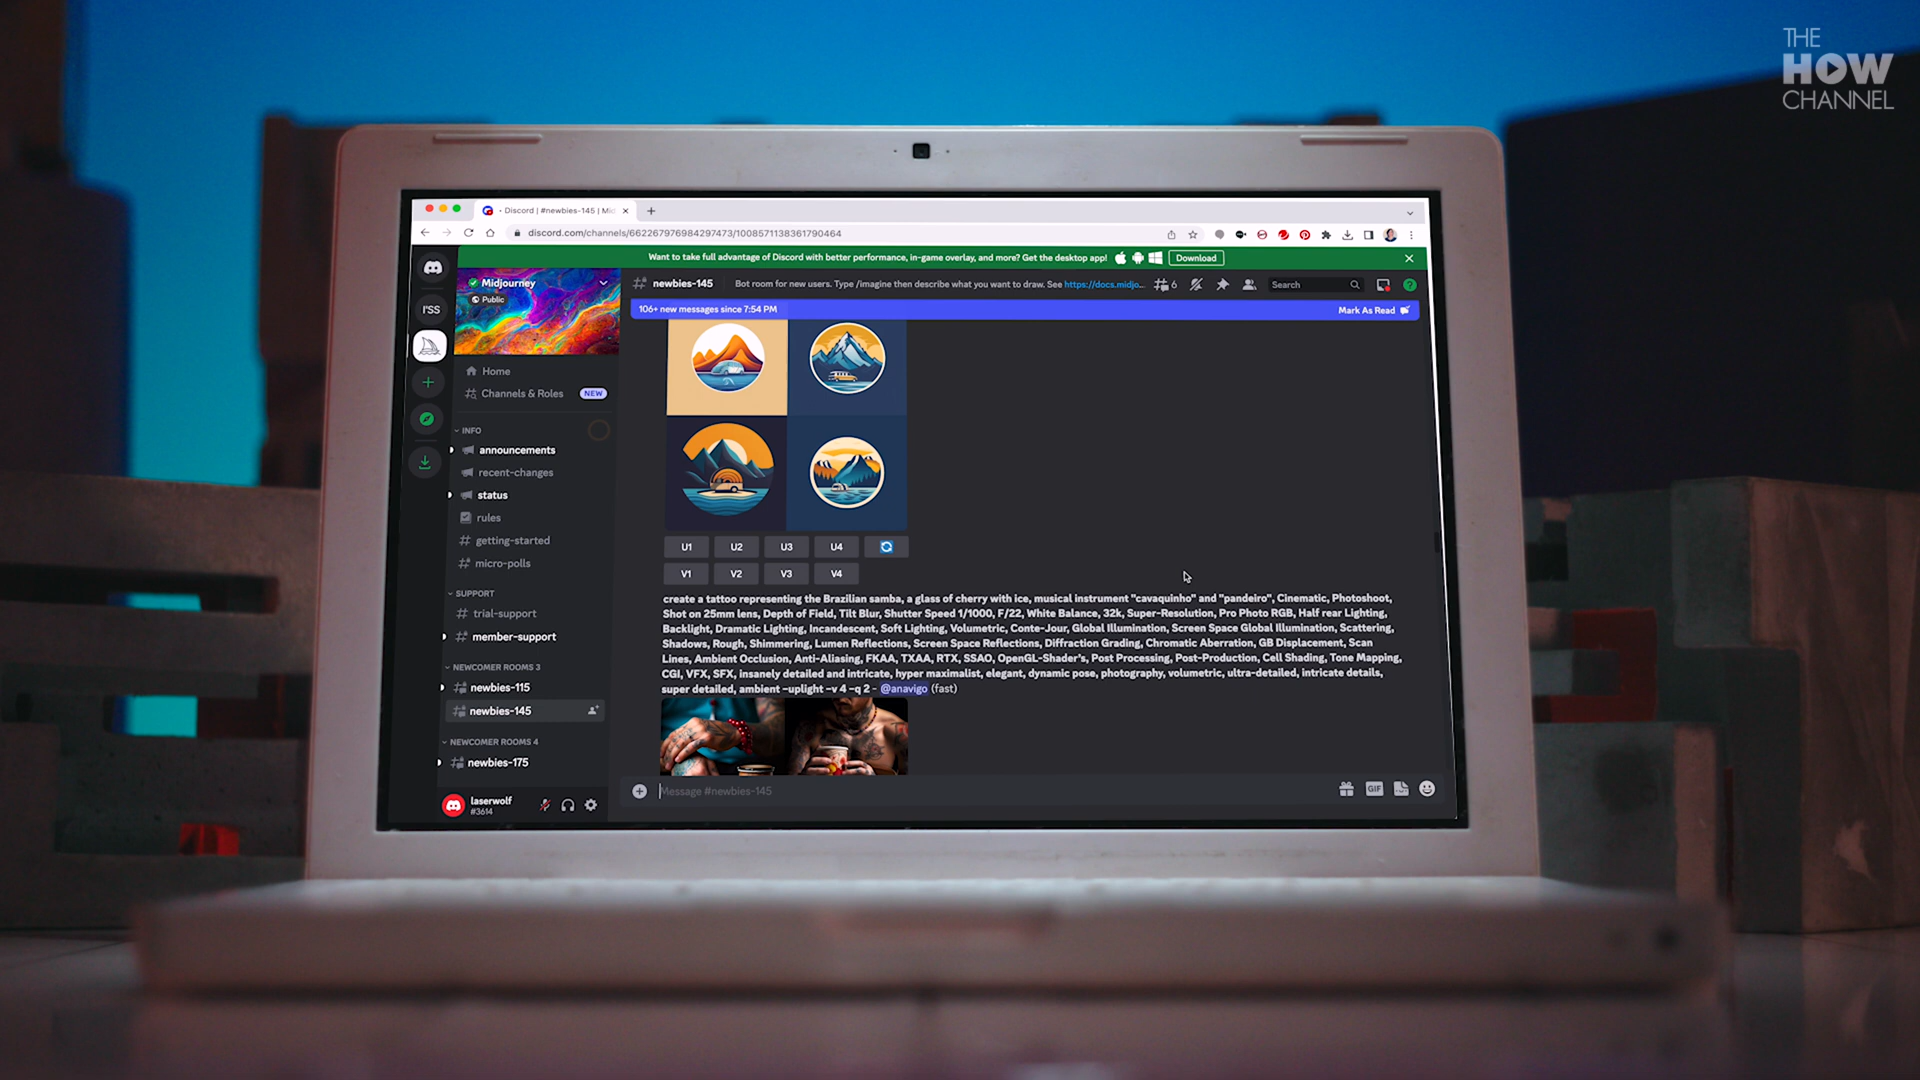 THE
HOW
CHANNEL
Discord | #newbies-145 | Mid
discord.com/channels/662267976984297473/1008571138361790464
Want to take full advantage of Discord with better performance, in-game overlay, and more? Get the desktop app!
Download
Midjourney
Public
newbies-145
Bot room for new users. Type /imagine then describe what you want to draw. See https://docs.midjo...
6
Search
I'SS
106+ new messages since 7:54 PM
Mark As Read
Home
Channels & Roles
NEW
INFO
announcements
recent-changes
status
rules
getting-started
micro-polls
SUPPORT
trial-support
member-support
NEWCOMER ROOMS 3
newbies-115
newbies-145
NEWCOMER ROOMS 4
newbies-175
laserwolf
#3614
U1 U2 U3 U4
V1 V2 V3 V4
create a tattoo representing the Brazilian samba, a glass of cherry with ice, musical instrument "cavaquinho" and "pandeiro", Cinematic, Photoshoot,
Shot on 25mm lens, Depth of Field, Tilt Blur, Shutter Speed 1/1000, F/22, White Balance, 32k, Super-Resolution, Pro Photo RGB, Half rear Lighting,
Backlight, Dramatic Lighting, Incandescent, Soft Lighting, Volumetric, Conte-Jour, Global Illumination, Screen Space Global Illumination, Scattering,
Shadows, Rough, Shimmering, Lumen Reflections, Screen Space Reflections, Diffraction Grading, Chromatic Aberration, GB Displacement, Scan
Lines, Ambient Occlusion, Anti-Aliasing, FKAA, TXAA, RTX, SSAO, OpenGL-Shader's, Post Processing, Post-Production, Cell Shading, Tone Mapping,
CGI, VFX, SFX, insanely detailed and intricate, hyper maximalist, elegant, dynamic pose, photography, volumetric, ultra-detailed, intricate details,
super detailed, ambient –uplight –v 4 –q 2 - @anavigo (fast)
Message #newbies-145
GIF